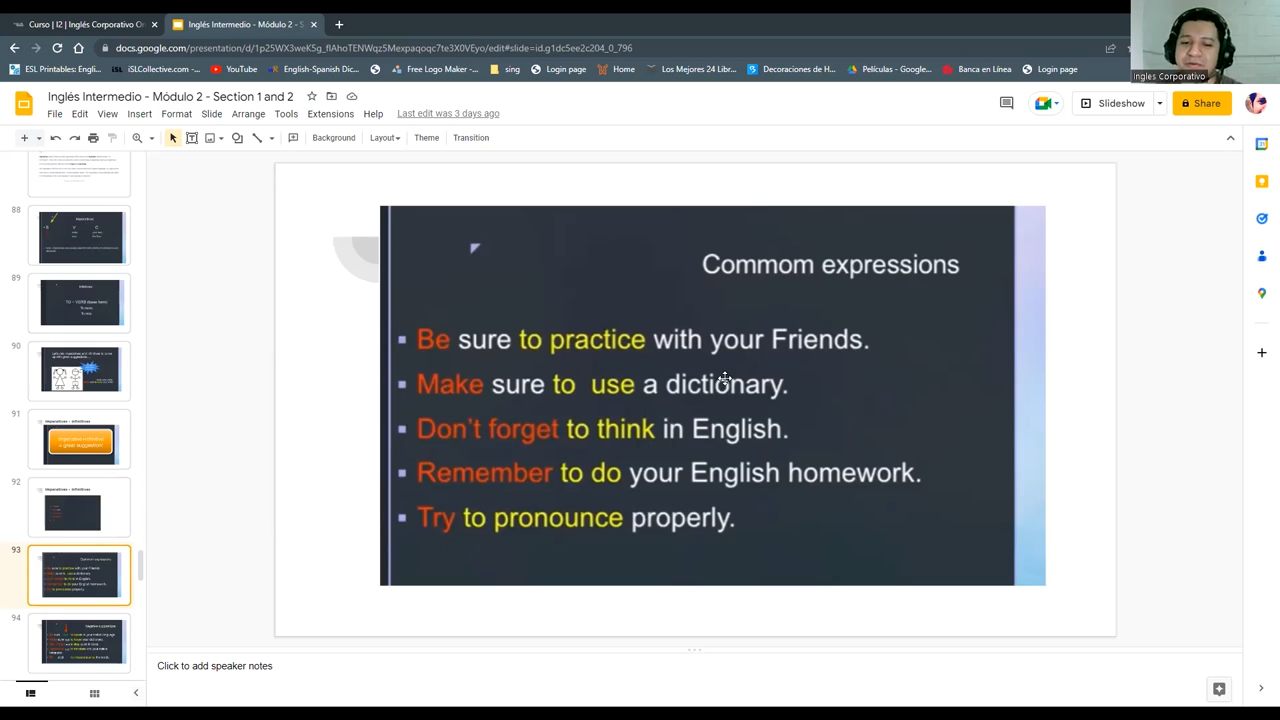 Curso | I2 | Inglés Corporativo On
Inglés Intermedio - Módulo 2 - S
docs.google.com/presentation/d/1p25WX3weK5g_flAhoTENWqz5Mexpaqoqc7te3X0VEyo/edit#slide=id.g1dc5ee2c204_0_796
ESL Printables: Engli...
iSLCollective.com -...
YouTube
English-Spanish Dic...
Free Logo Maker -...
sing
Login page
Home
Los Mejores 24 Libr...
Decoraciones de H...
Películas - Google...
Banca en Línea
Login page
Ingles Corporativo
Inglés Intermedio - Módulo 2 - Section 1 and 2
File Edit View Insert Format Slide Arrange Tools Extensions Help Last edit was 3 days ago
Slideshow
Share
Background Layout Theme Transition
88
89
90
91
92
93
94
Commom expressions
Be sure to practice with your Friends.
Make sure to use a dictionary.
Don't forget to think in English.
Remember to do your English homework.
Try to pronounce properly.
Click to add speaker notes